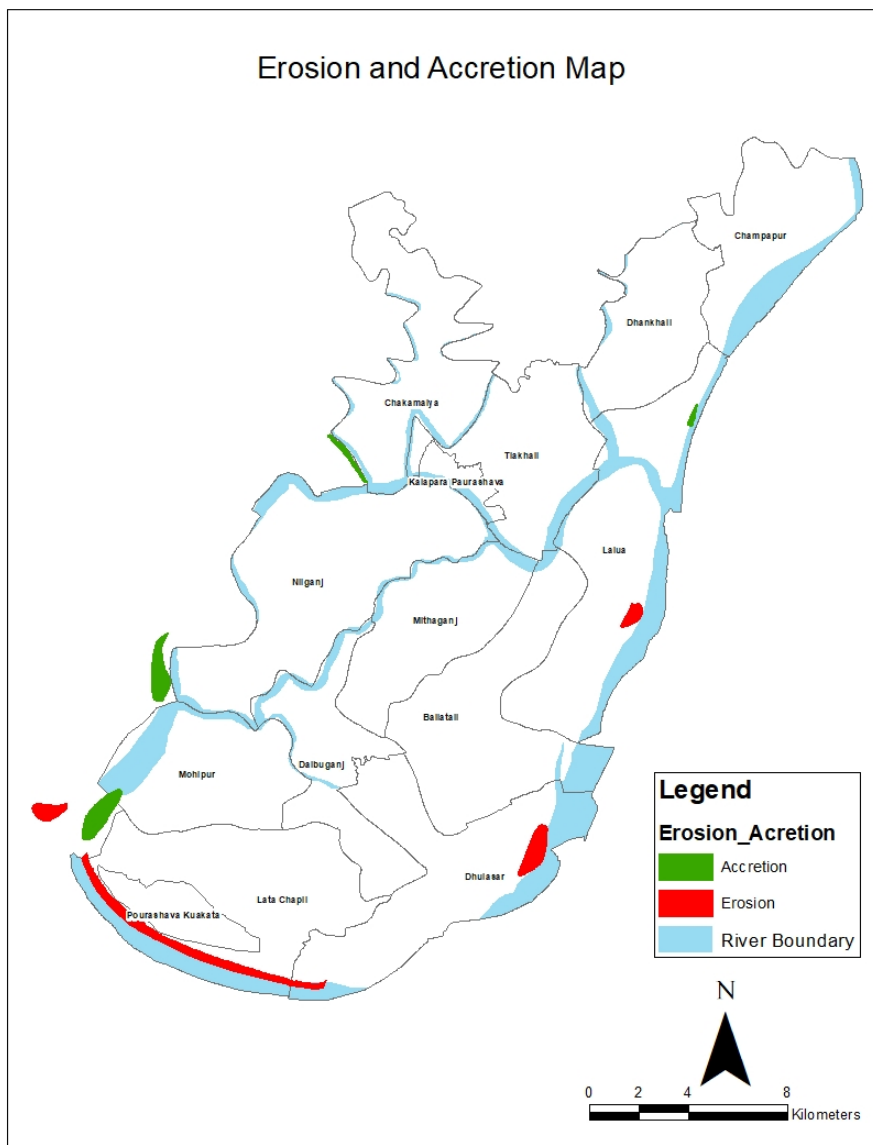 Erosion and Accretion Map
Champapur
Dhankhali
Chakamaiya
Tiakhali
Kalapara Paurashava
Lalua
Nilganj
Mithaganj
Baliatali
Dalbuganj
Mohipur
Dhulasar
Lata Chapli
Pourashava Kuakata
Legend
Erosion_Acretion
Accretion
Erosion
River Boundary
N
0 2 4 8
Kilometers